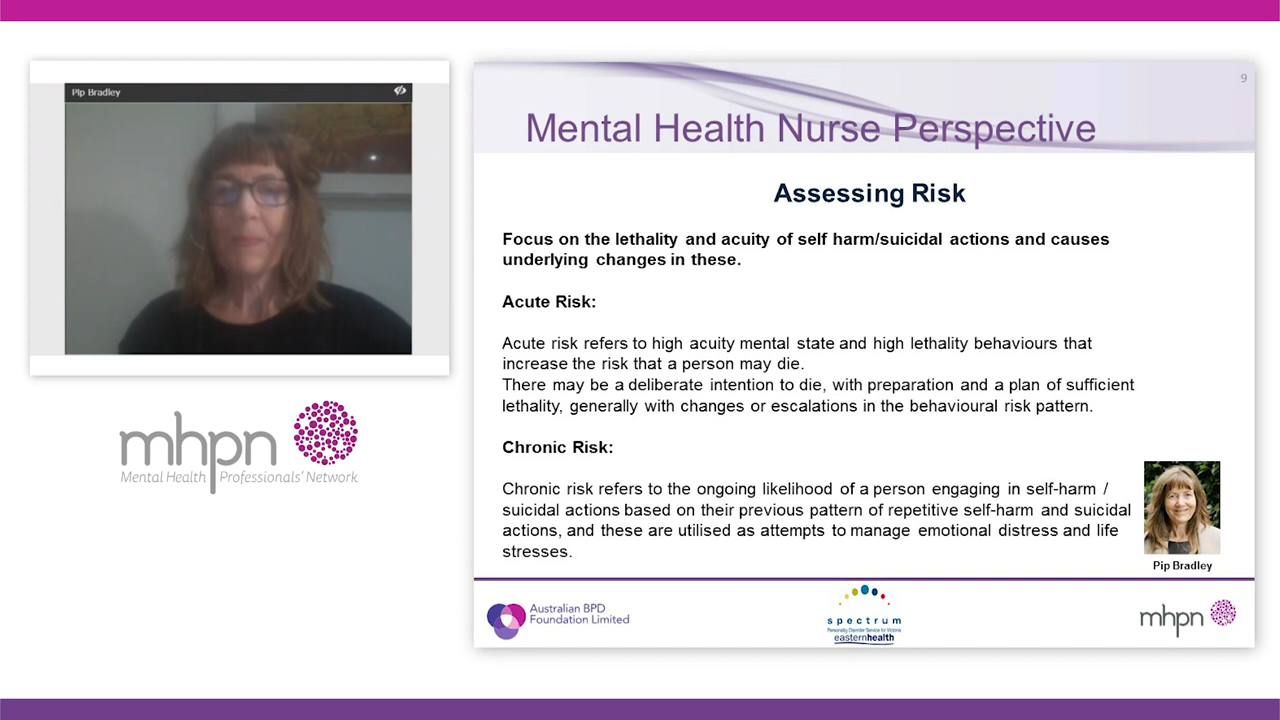 Pip Bradley
mhpn
Mental Health Professionals' Network
9
Mental Health Nurse Perspective
Assessing Risk
Focus on the lethality and acuity of self harm/suicidal actions and causes
underlying changes in these.
Acute Risk:
Acute risk refers to high acuity mental state and high lethality behaviours that
increase the risk that a person may die.
There may be a deliberate intention to die, with preparation and a plan of sufficient
lethality, generally with changes or escalations in the behavioural risk pattern.
Chronic Risk:
Chronic risk refers to the ongoing likelihood of a person engaging in self-harm /
suicidal actions based on their previous pattern of repetitive self-harm and suicidal
actions, and these are utilised as attempts to manage emotional distress and life
stresses.
Pip Bradley
Australian BPD
Foundation Limited
spectrum
Personality Disorder Service for Victoria
easternhealth
mhpn